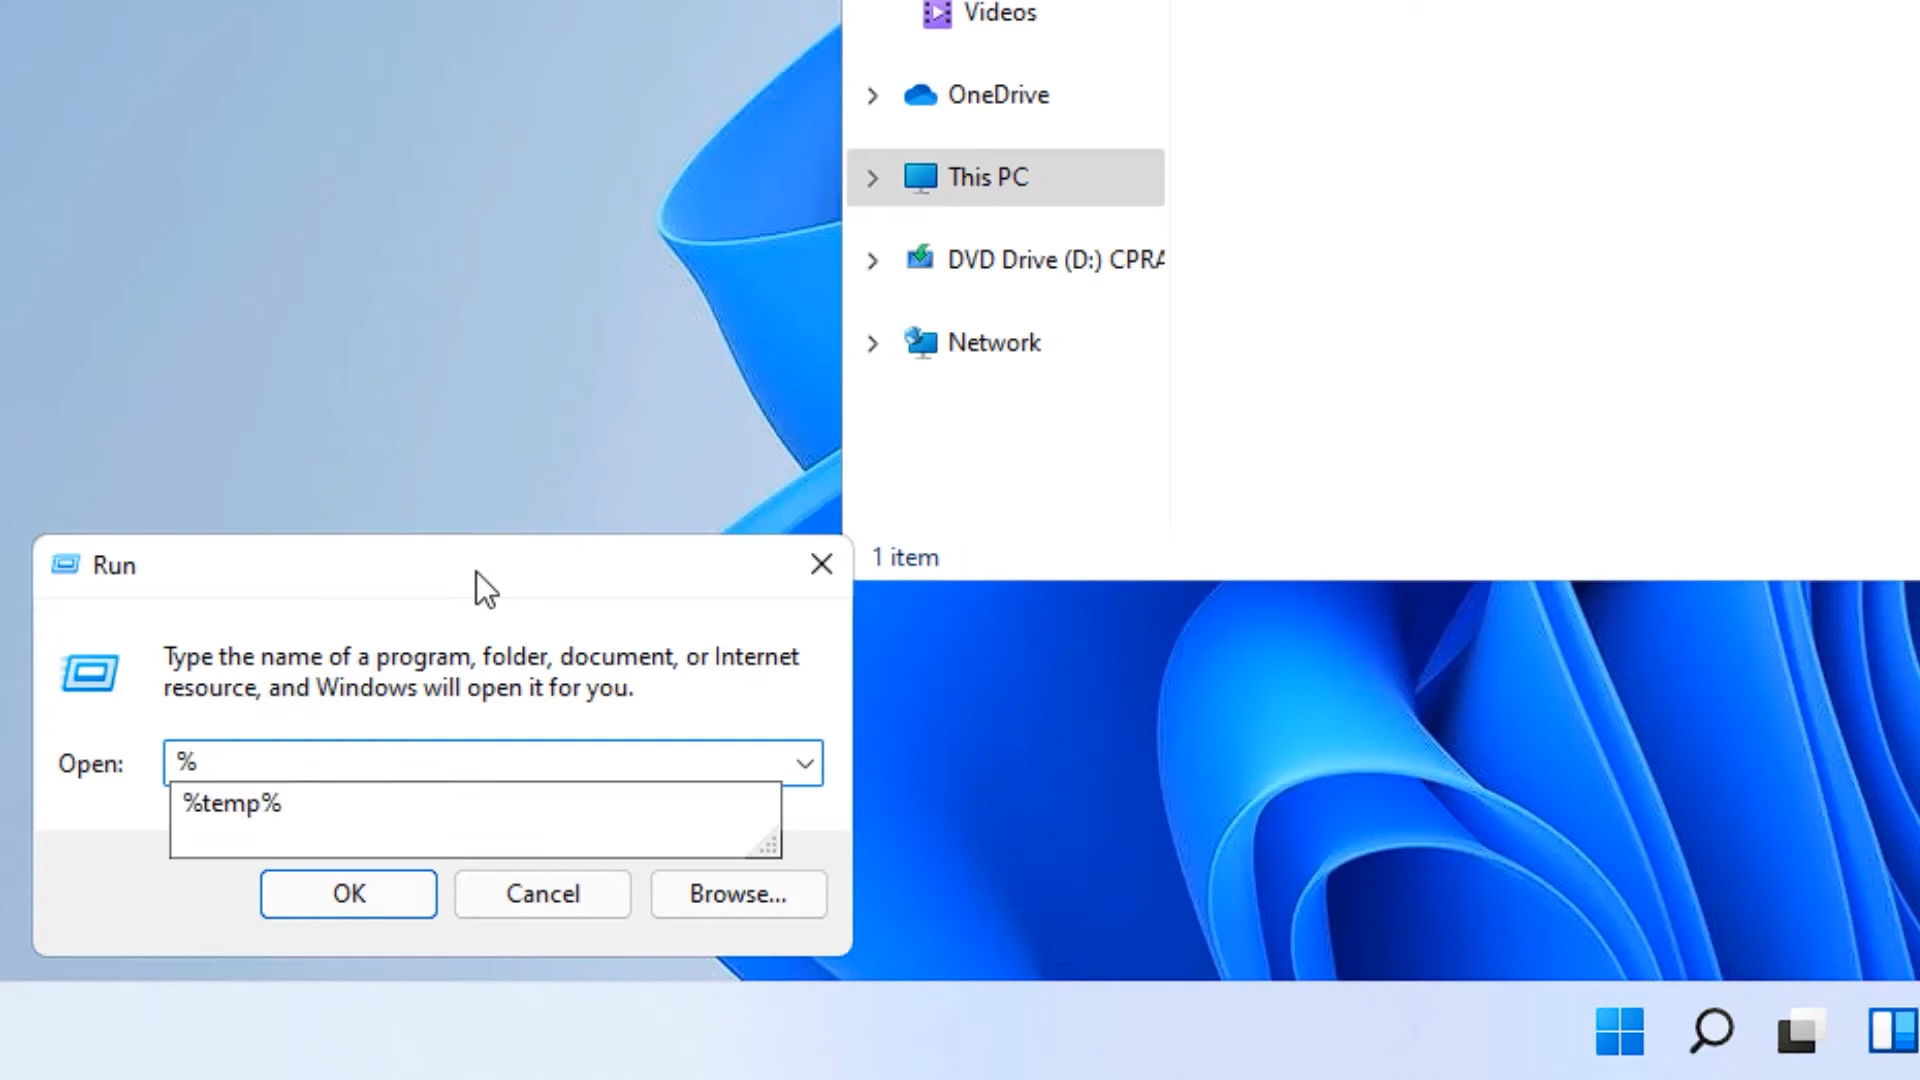 Videos
OneDrive
This PC
DVD Drive (D:) CPRA
Network
1 item
Run
Type the name of a program, folder, document, or Internet
resource, and Windows will open it for you.
Open:
%
%temp%
OK
Cancel
Browse...